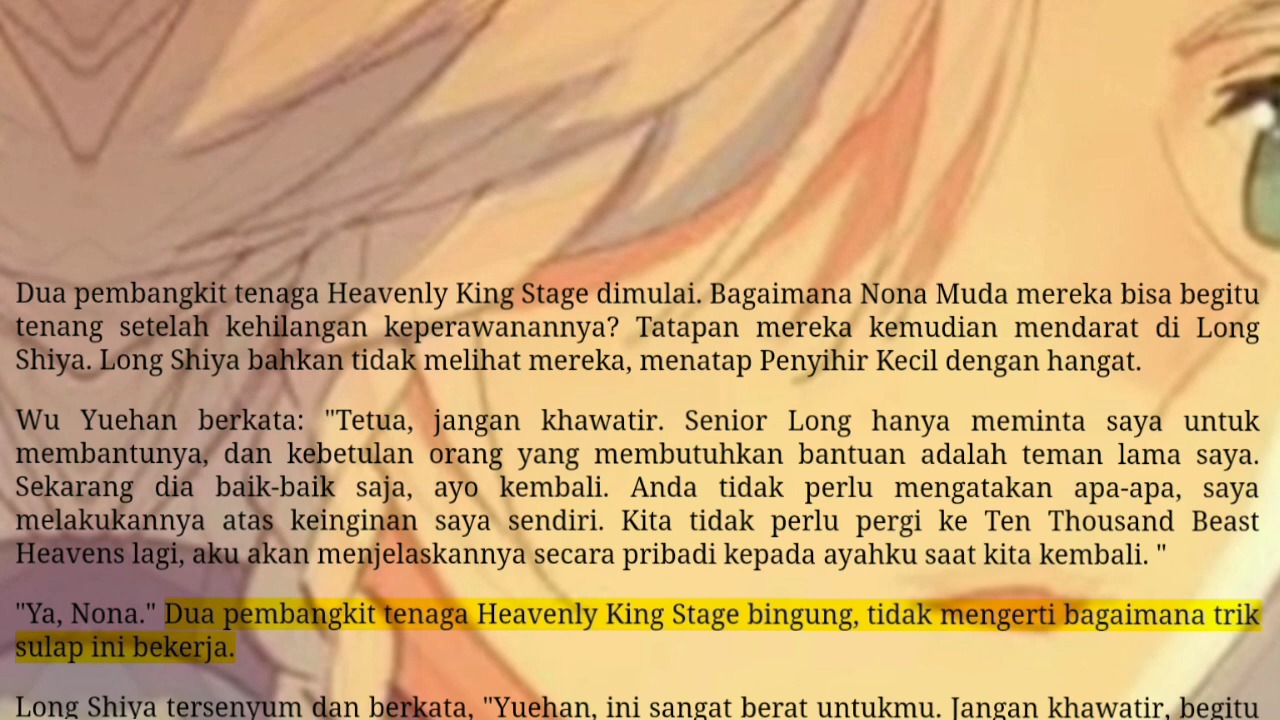 Dua pembangkit tenaga Heavenly King Stage dimulai. Bagaimana Nona Muda mereka bisa begitu
tenang setelah kehilangan keperawanannya? Tatapan mereka kemudian mendarat di Long
Shiya. Long Shiya bahkan tidak melihat mereka, menatap Penyihir Kecil dengan hangat.
Wu Yuehan berkata: "Tetua, jangan khawatir. Senior Long hanya meminta saya untuk
membantunya, dan kebetulan orang yang membutuhkan bantuan adalah teman lama saya.
Sekarang dia baik-baik saja, ayo kembali. Anda tidak perlu mengatakan apa-apa, saya
melakukannya atas keinginan saya sendiri. Kita tidak perlu pergi ke Ten Thousand Beast
Heavens lagi, aku akan menjelaskannya secara pribadi kepada ayahku saat kita kembali. "
"Ya, Nona." Dua pembangkit tenaga Heavenly King Stage bingung, tidak mengerti bagaimana trik
sulap ini bekerja.
Long Shiya tersenyum dan berkata, "Yuehan, ini sangat berat untukmu. Jangan khawatir, begitu